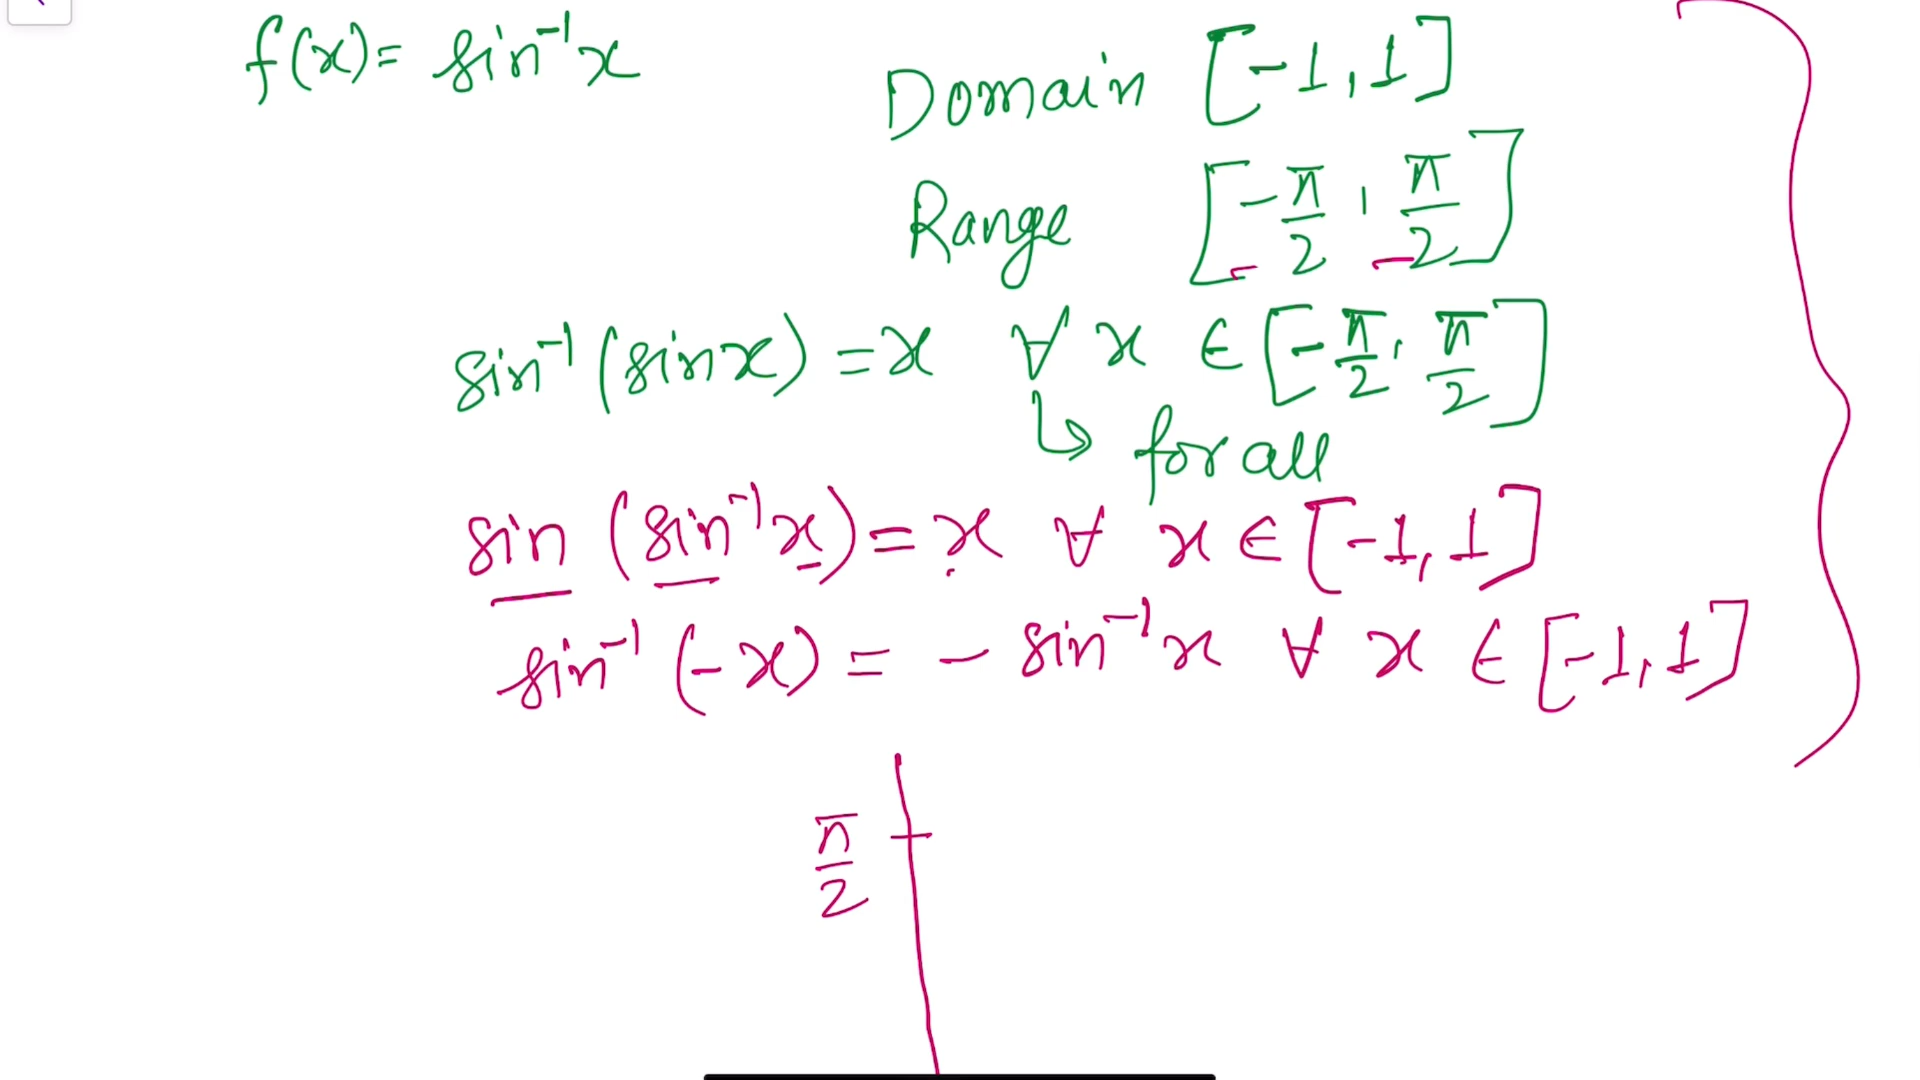 f(x) = sin⁻¹x
Domain [-1, 1]
Range [-π/2, π/2]
sin⁻¹(sin x) = x ∀ x ∈ [-π/2, π/2]
↳ for all
sin (sin⁻¹x) = x ∀ x ∈ [-1, 1]
sin⁻¹(-x) = - sin⁻¹x ∀ x ∈ [-1, 1]
π/2